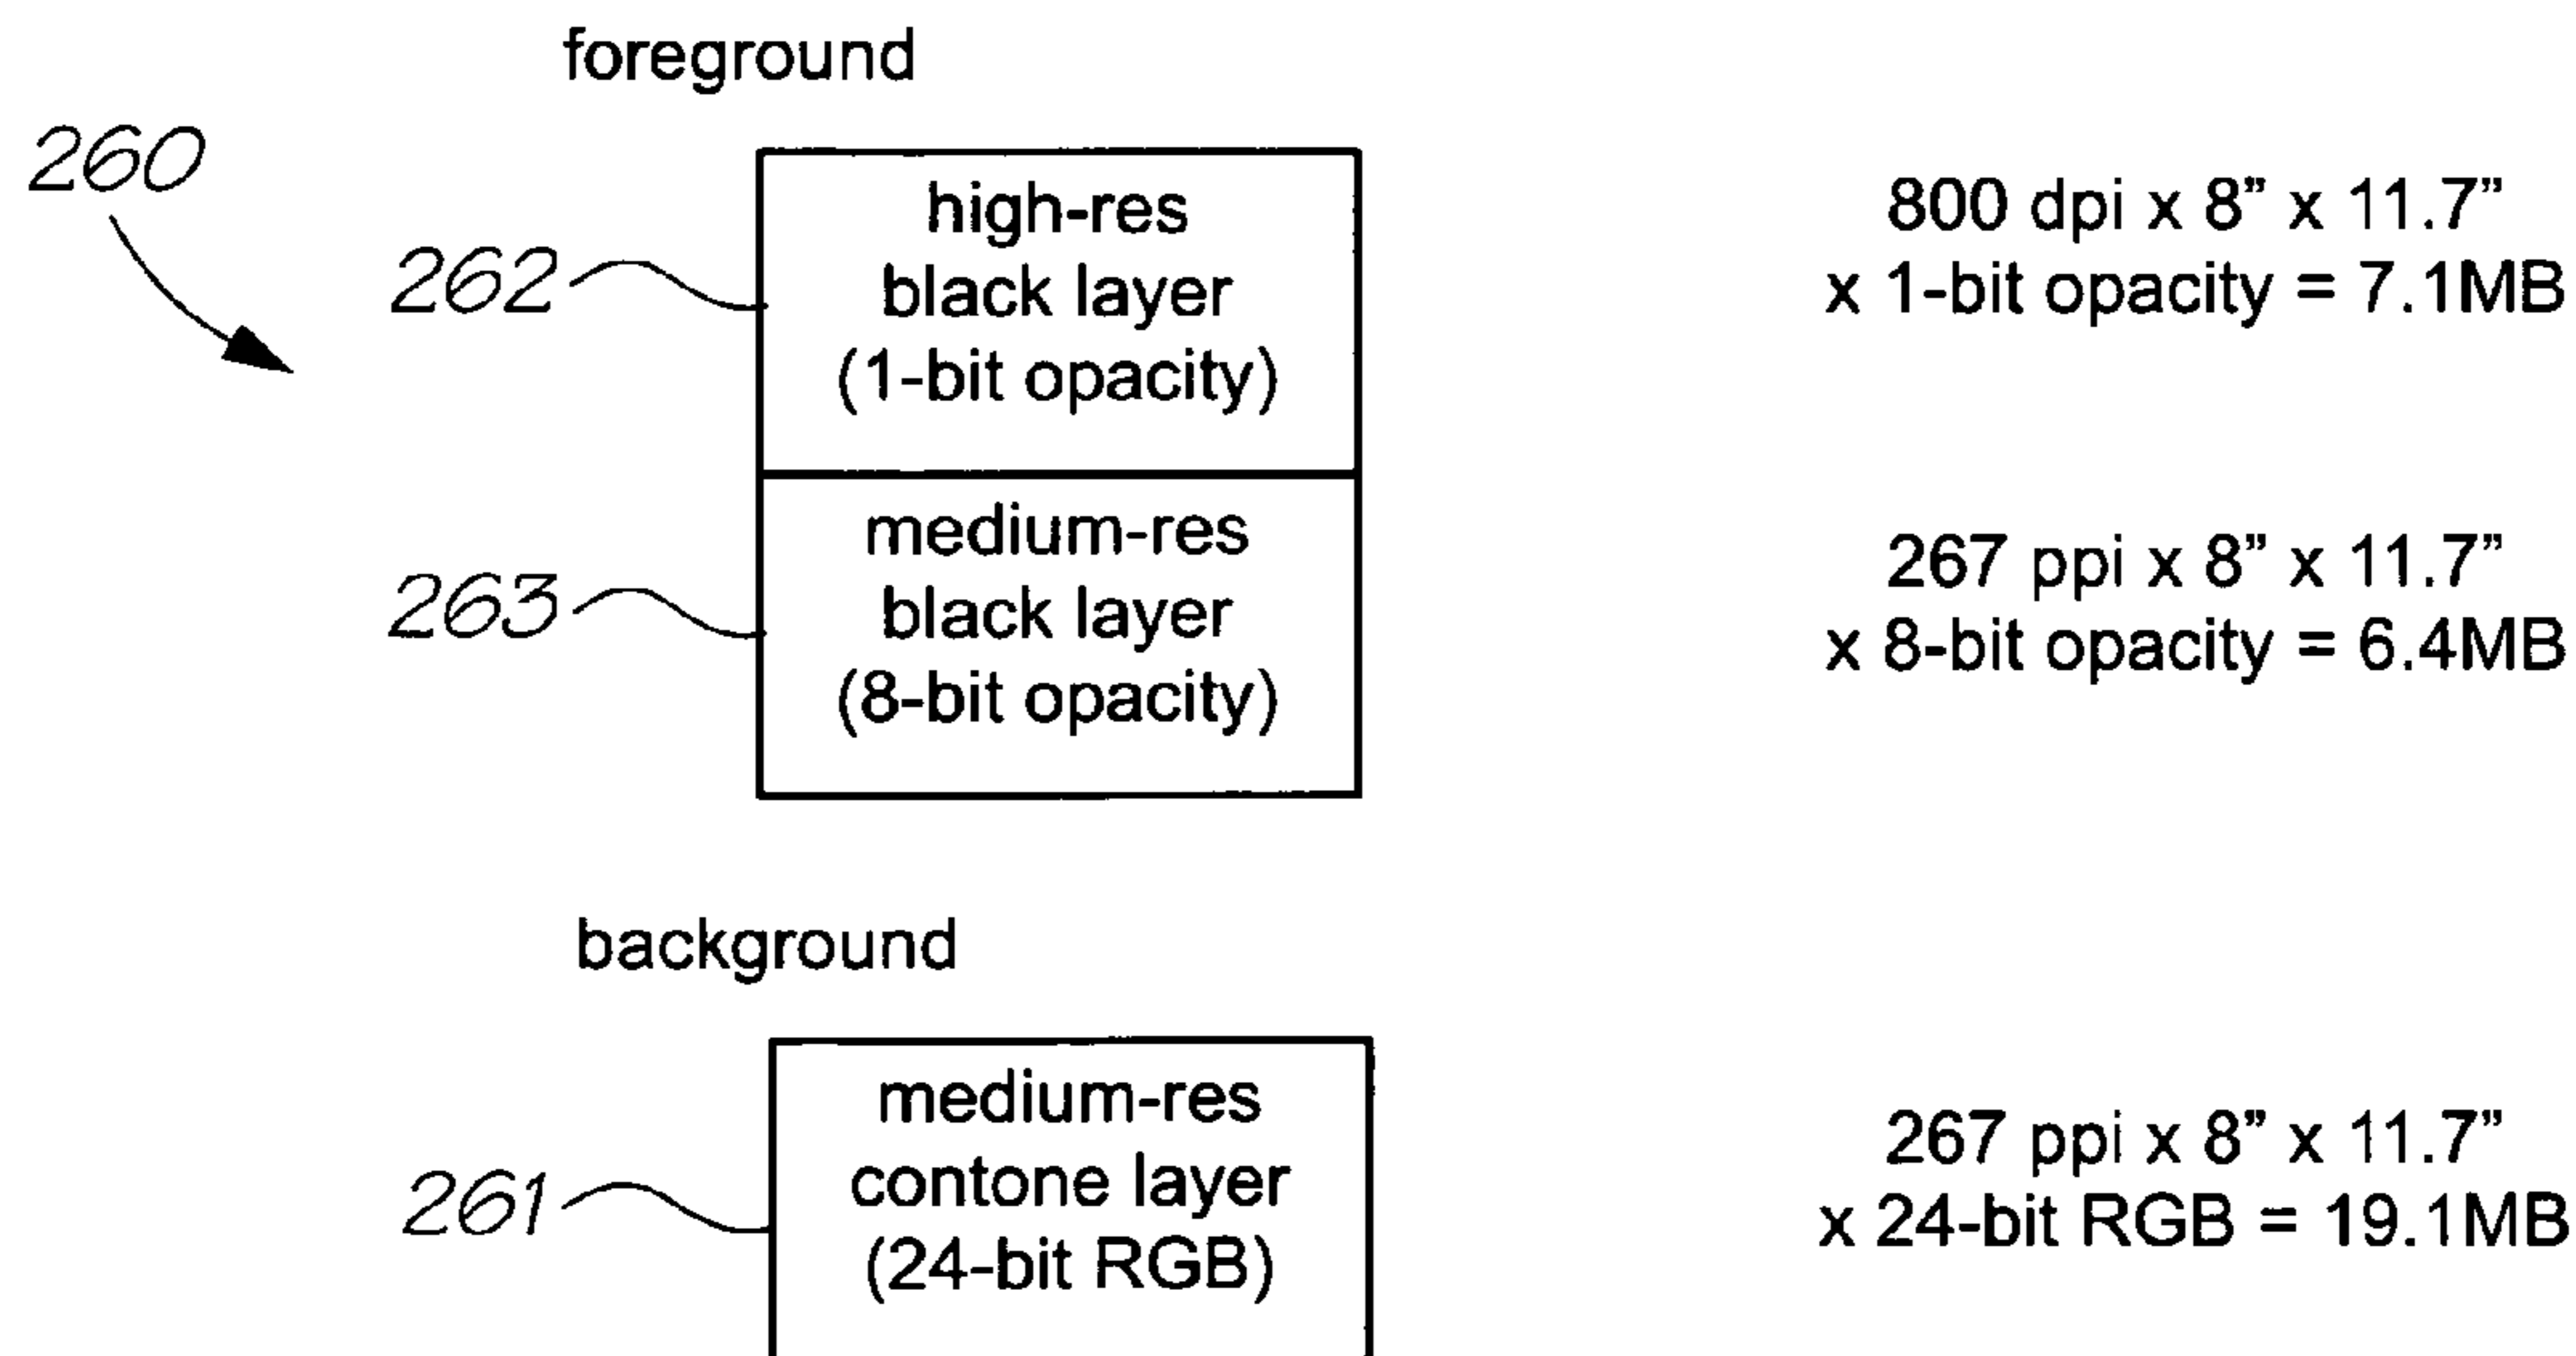 foreground
260
262
high-res
black layer
(1-bit opacity)
800 dpi x 8” x 11.7”
x 1-bit opacity = 7.1MB
263
medium-res
black layer
(8-bit opacity)
267 ppi x 8” x 11.7”
x 8-bit opacity = 6.4MB
background
261
medium-res
contone layer
(24-bit RGB)
267 ppi x 8” x 11.7”
x 24-bit RGB = 19.1MB